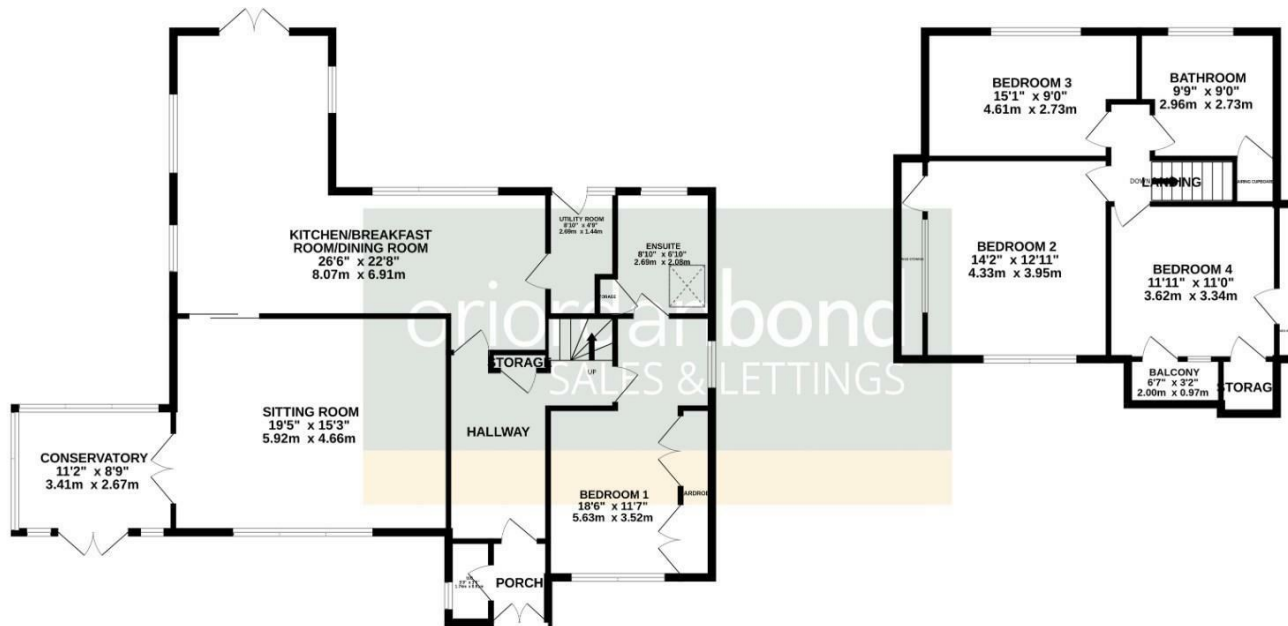 KITCHEN/BREAKFAST
ROOM/DINING ROOM
26'6" x 22'8"
8.07m x 6.91m
UTILITY ROOM
8'10" x 4'9"
2.69m x 1.44m
ENSUITE
8'10" x 6'10"
2.69m x 2.08m
STORAGE
UP
SITTING ROOM
19'5" x 15'3"
5.92m x 4.66m
CONSERVATORY
11'2" x 8'9"
3.41m x 2.67m
HALLWAY
BEDROOM 1
18'6" x 11'7"
5.63m x 3.52m
PORCH
oriordan bond
SALES & LETTINGS
BEDROOM 3
15'1" x 9'0"
4.61m x 2.73m
BATHROOM
9'9" x 9'0"
2.96m x 2.73m
DOWN
LANDING
BEDROOM 2
14'2" x 12'11"
4.33m x 3.95m
BEDROOM 4
11'11" x 11'0"
3.62m x 3.34m
BALCONY
6'7" x 3'2"
2.00m x 0.97m
STORAGE